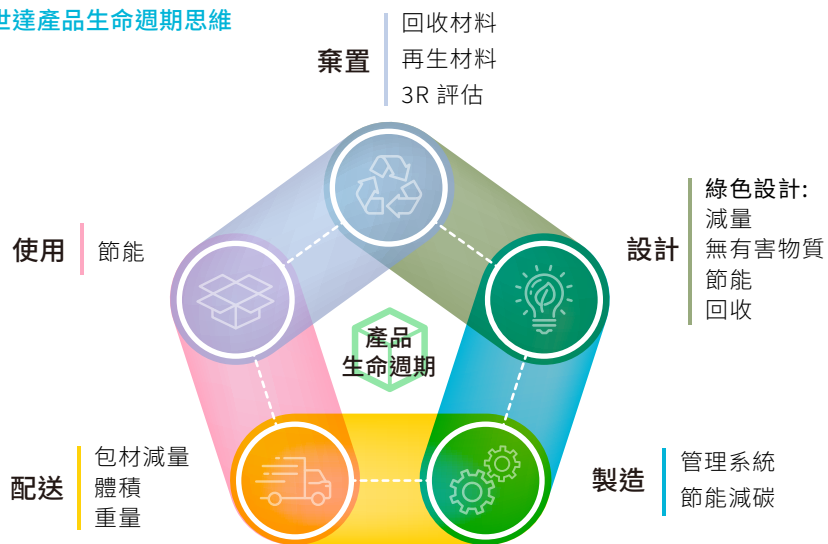 世達產品生命週期思維
棄置
回收材料
再生材料
3R 評估
設計
綠色設計:
減量
無有害物質
節能
回收
使用
節能
產品
生命週期
製造
管理系統
節能減碳
配送
包材減量
體積
重量